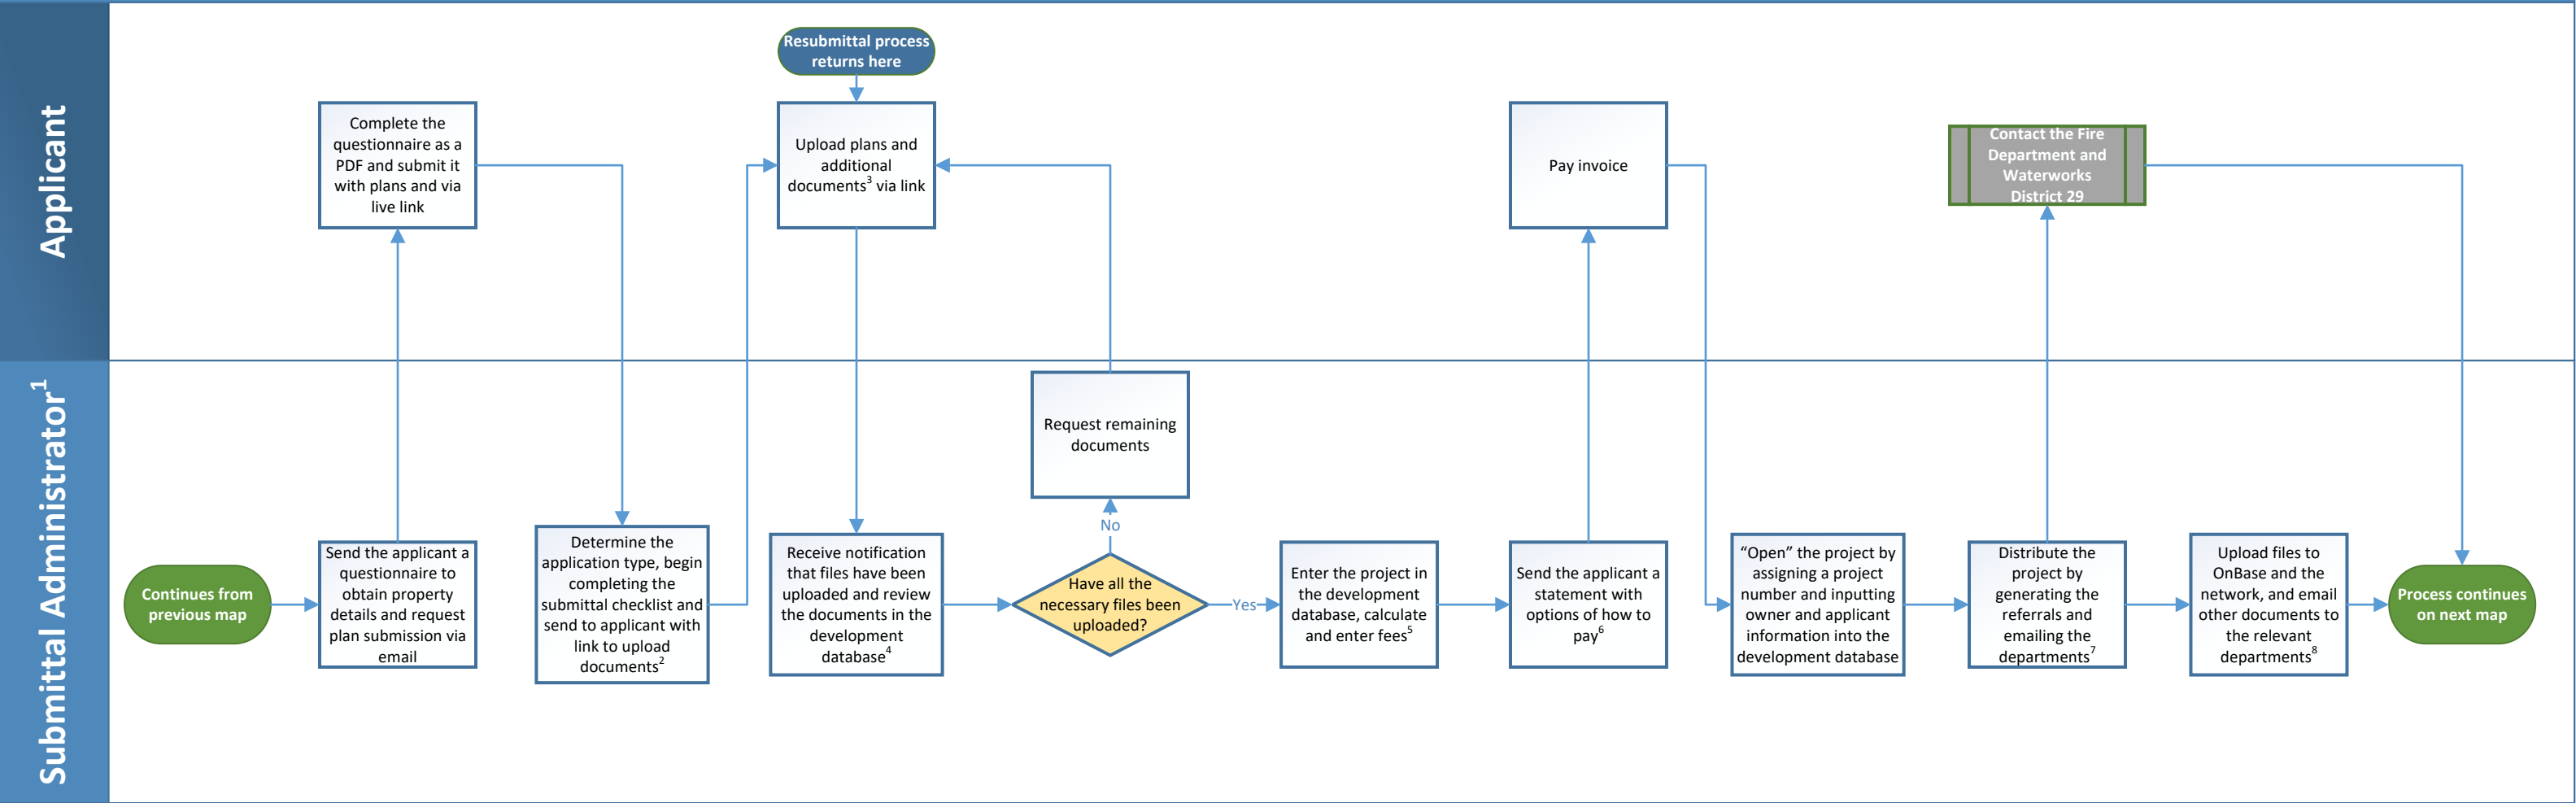 Applicant
Resubmittal process
returns here
Complete the
questionnaire as a
PDF and submit it
with plans and via
live link
Upload plans and
additional
documents3 via link
Pay invoice
Contact the Fire
Department and
Waterworks
District 29
Submittal Administrator1
Request remaining
documents
No
Continues from
previous map
Send the applicant a
questionnaire to
obtain property
details and request
plan submission via
email
Determine the
application type, begin
completing the
submittal checklist and
send to applicant with
link to upload
documents2
Receive notification
that files have been
uploaded and review
the documents in the
development
database4
Have all the
necessary files been
uploaded?
Yes
Enter the project in
the development
database, calculate
and enter fees5
Send the applicant a
statement with
options of how to
pay6
“Open” the project by
assigning a project
number and inputting
owner and applicant
information into the
development database
Distribute the
project by
generating the
referrals and
emailing the
departments7
Upload files to
OnBase and the
network, and email
other documents to
the relevant
departments8
Process continues
on next map